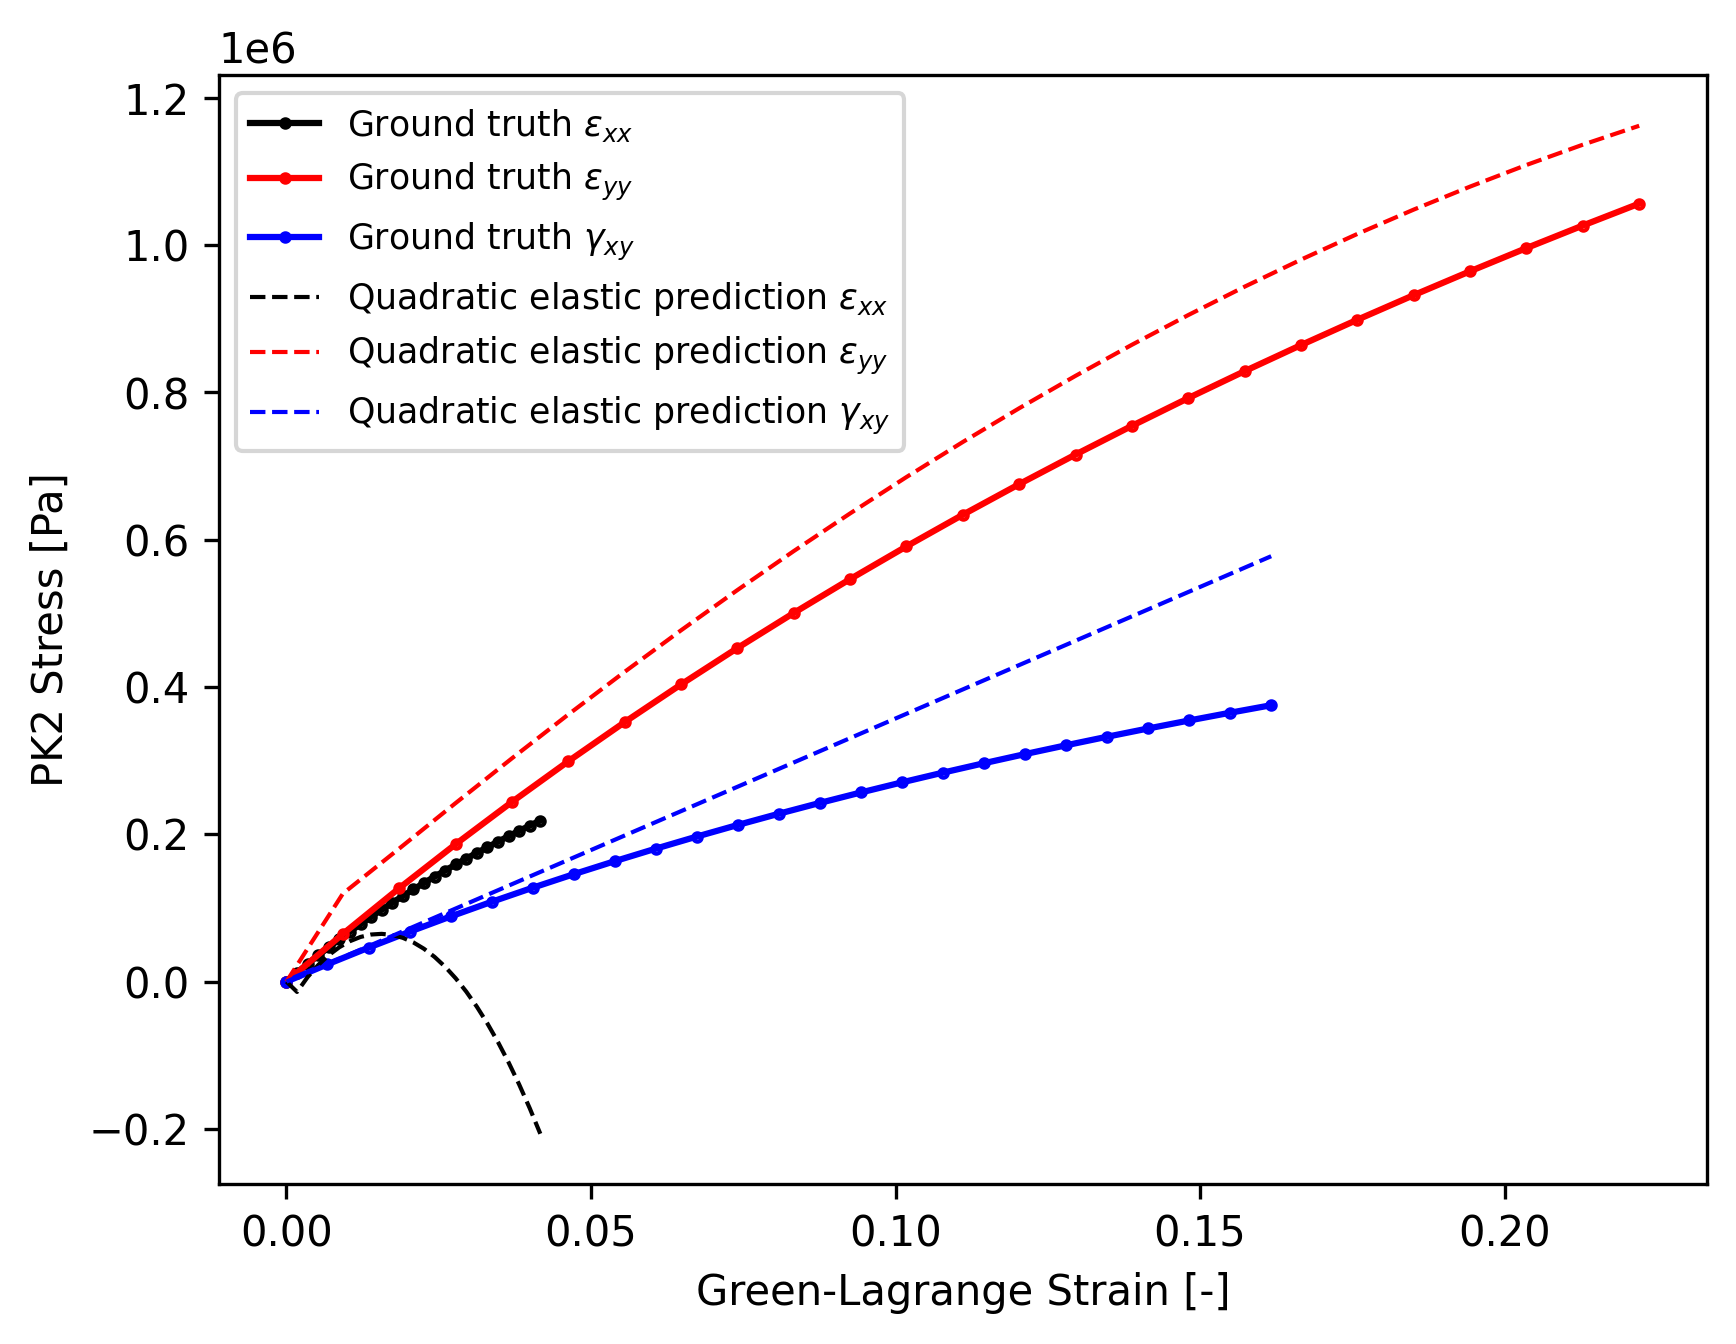 1e6
1.2
1.0
0.8
0.6
0.4
0.2
0.0
−0.2
PK2 Stress [Pa]
Ground truth εxx
Ground truth εyy
Ground truth γxy
Quadratic elastic prediction εxx
Quadratic elastic prediction εyy
Quadratic elastic prediction γxy
0.00 0.05 0.10 0.15 0.20
Green-Lagrange Strain [-]